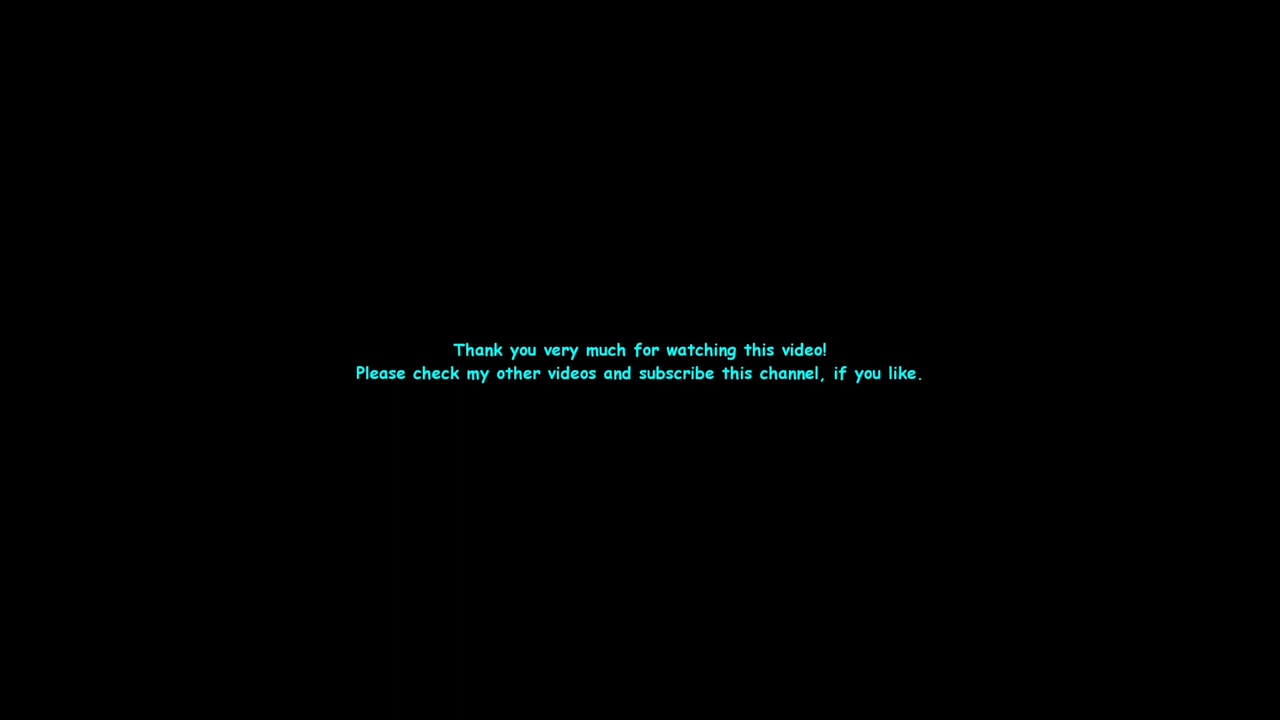 Thank you very much for watching this video!
Please check my other videos and subscribe this channel, if you like.